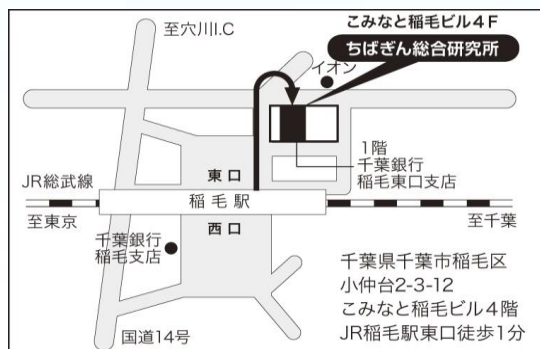 こみなと稲毛ビル4F
ちばぎん総合研究所
至穴川I.C
イオン
1階
千葉銀行
稲毛東口支店
東口
JR総武線
稲毛駅
至東京
至千葉
西口
千葉銀行
稲毛支店
国道14号
千葉県千葉市稲毛区
小仲台2-3-12
こみなと稲毛ビル4階
JR稲毛駅東口徒歩1分